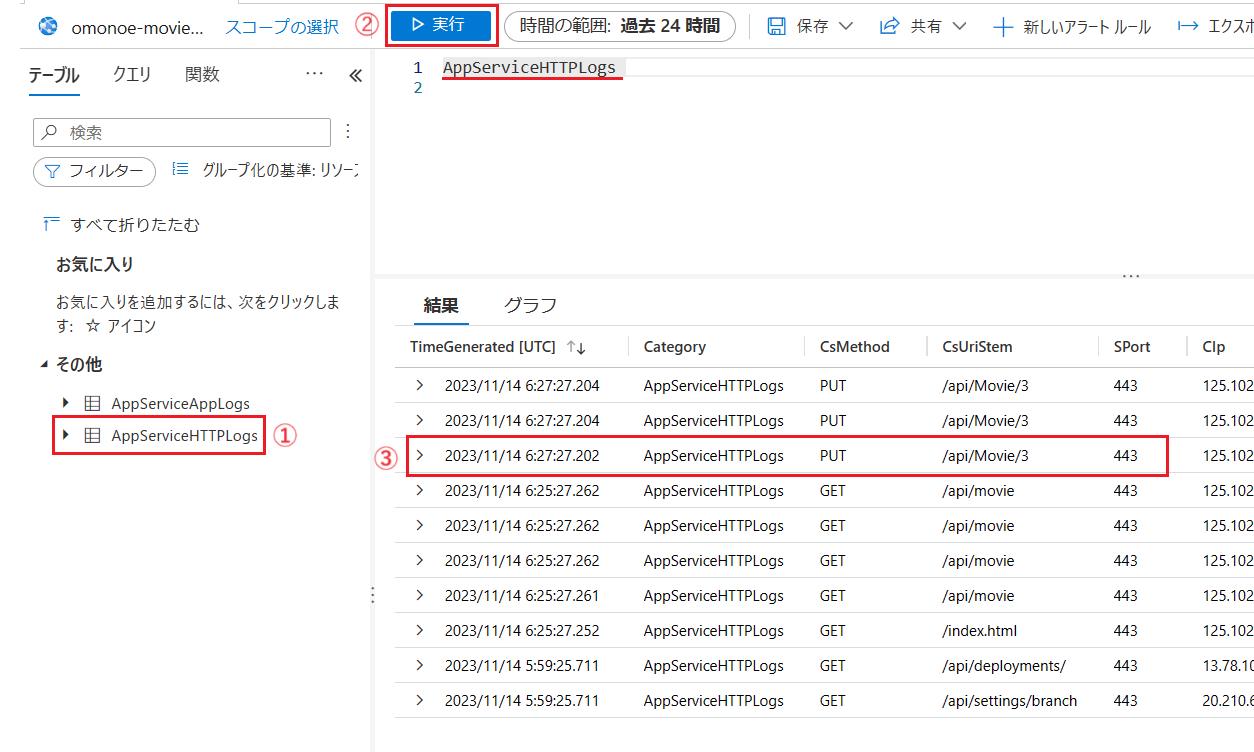 omonoe-movie... スコープの選択 ② 実行 時間の範囲: 過去 24 時間 保存 共有 新しいアラート ルール エクスポ
テーブル クエリ 関数 ··· «
1 AppServiceHTTPLogs
2
検索
フィルター グループ化の基準: リソース
すべて折りたたむ
お気に入り
お気に入りを追加するには、次をクリックしま
す: ☆ アイコン
その他
AppServiceAppLogs
AppServiceHTTPLogs ①
結果 グラフ
TimeGenerated [UTC] ↑↓ Category CsMethod CsUriStem SPort CIp
2023/11/14 6:27:27.204 AppServiceHTTPLogs PUT /api/Movie/3 443 125.102
2023/11/14 6:27:27.204 AppServiceHTTPLogs PUT /api/Movie/3 443 125.102
③ 2023/11/14 6:27:27.202 AppServiceHTTPLogs PUT /api/Movie/3 443 125.102
2023/11/14 6:25:27.262 AppServiceHTTPLogs GET /api/movie 443 125.102
2023/11/14 6:25:27.262 AppServiceHTTPLogs GET /api/movie 443 125.102
2023/11/14 6:25:27.262 AppServiceHTTPLogs GET /api/movie 443 125.102
2023/11/14 6:25:27.261 AppServiceHTTPLogs GET /api/movie 443 125.102
2023/11/14 6:25:27.252 AppServiceHTTPLogs GET /index.html 443 125.102
2023/11/14 5:59:25.711 AppServiceHTTPLogs GET /api/deployments/ 443 13.78.10
2023/11/14 5:59:25.711 AppServiceHTTPLogs GET /api/settings/branch 443 20.210.6